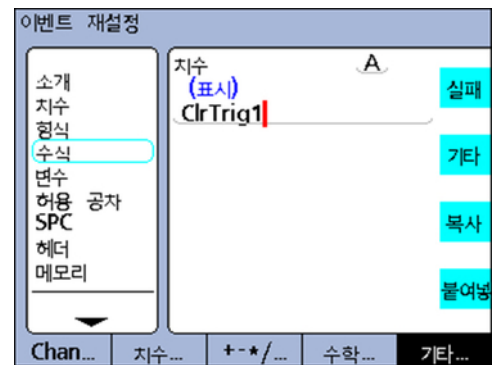 이벤트 재설정
소개
치수
형식
수식
변수
허용 공차
SPC
헤더
메모리
치수
A
(표시)
ClrTrig1
실패
기타
복사
붙여넣
Chan...
치수...
+-*/...
수학...
기타...